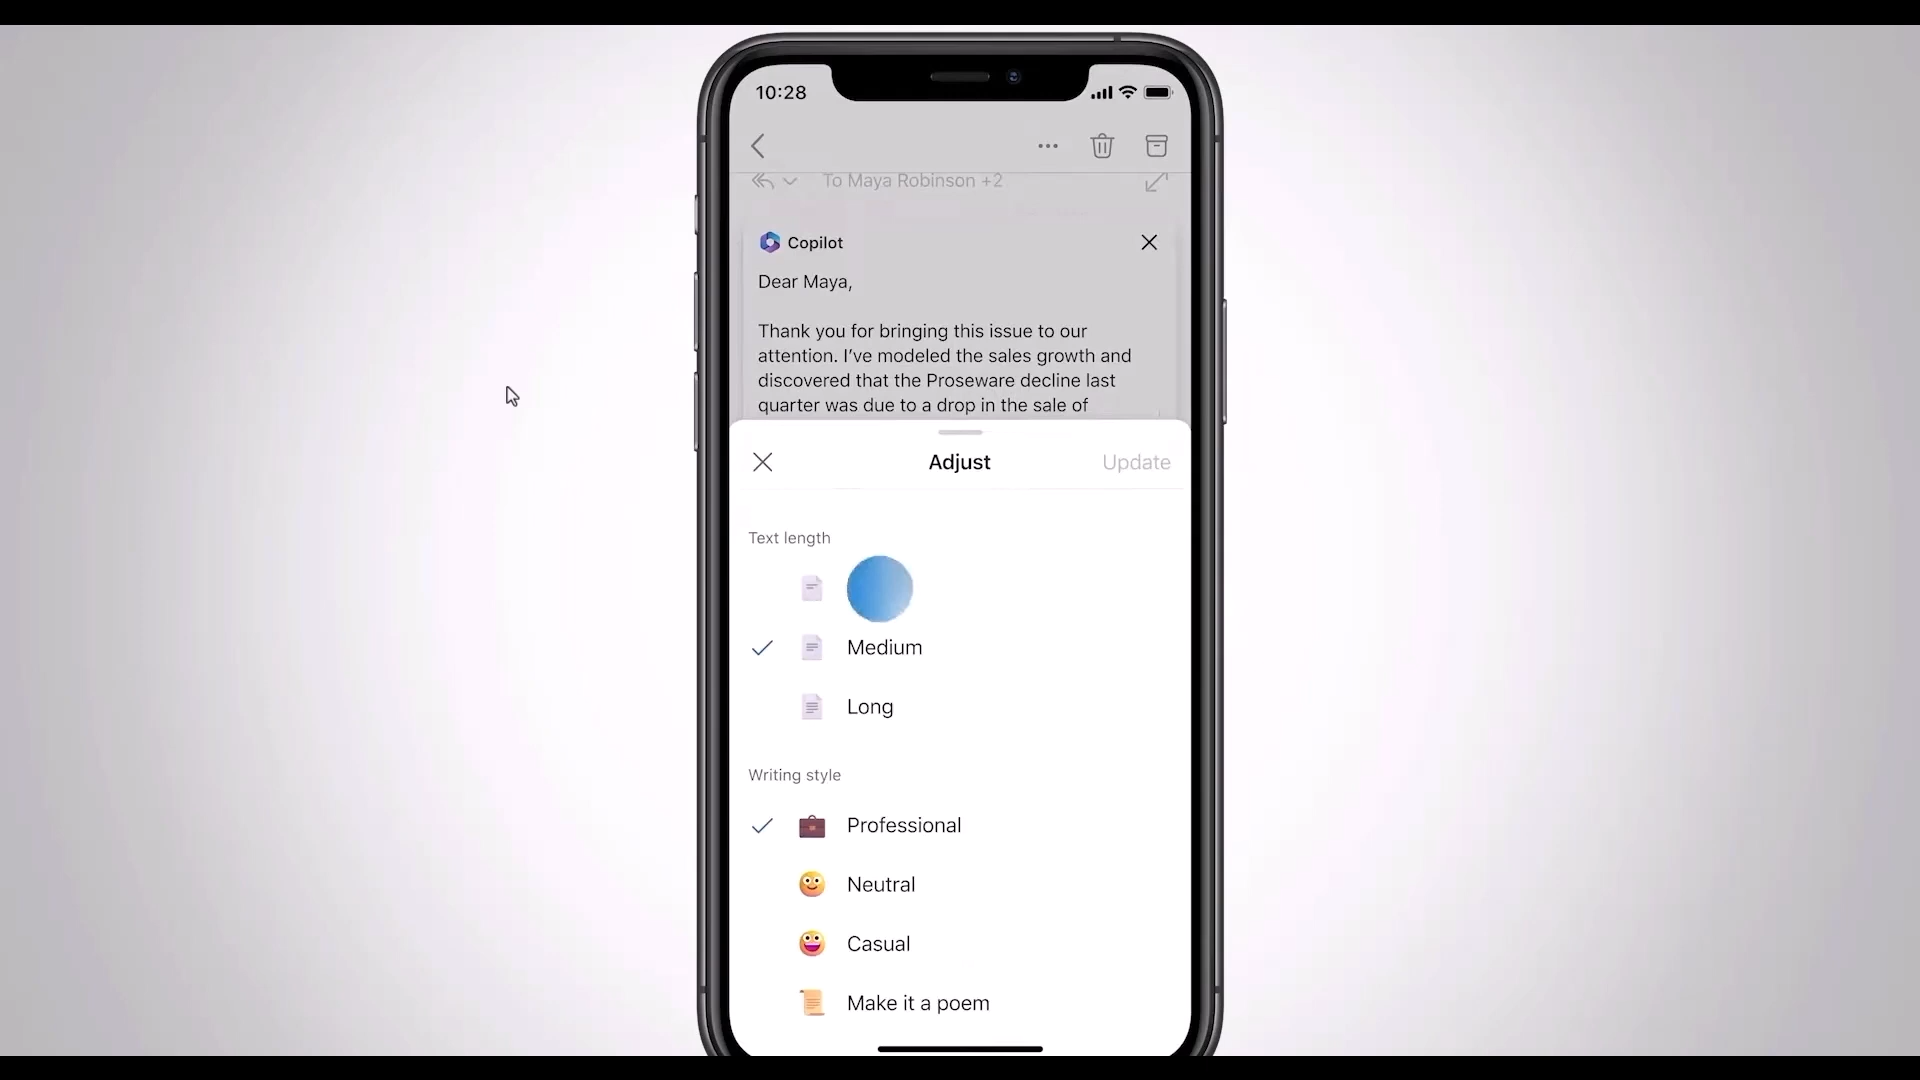 10:28
To Maya Robinson +2
Copilot
Dear Maya,
Thank you for bringing this issue to our
attention. I’ve modeled the sales growth and
discovered that the Proseware decline last
quarter was due to a drop in the sale of
Adjust
Update
Text length
Medium
Long
Writing style
Professional
Neutral
Casual
Make it a poem